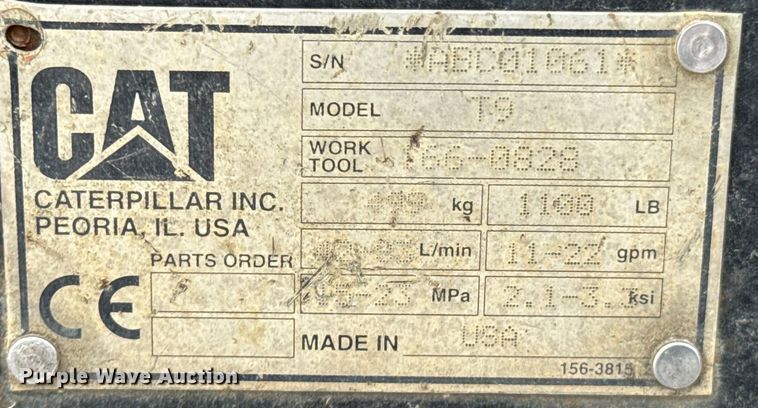 CAT
CATERPILLAR INC.
PEORIA, IL. USA
S/N *ABC01061*
MODEL T9
WORK TOOL
kg 1100 LB
L/min 11-22 gpm
MPa ksi
PARTS ORDER
CE
MADE IN USA
156-3815
Purple Wave Auction